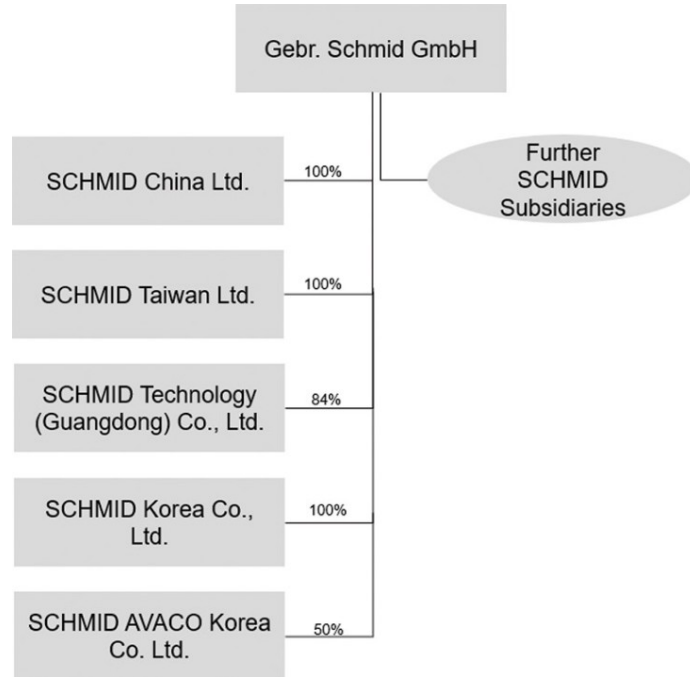 Gebr. Schmid GmbH
Further
SCHMID
Subsidiaries
SCHMID China Ltd.
100%
SCHMID Taiwan Ltd.
100%
SCHMID Technology
(Guangdong) Co., Ltd.
84%
SCHMID Korea Co.,
Ltd.
100%
SCHMID AVACO Korea
Co. Ltd.
50%